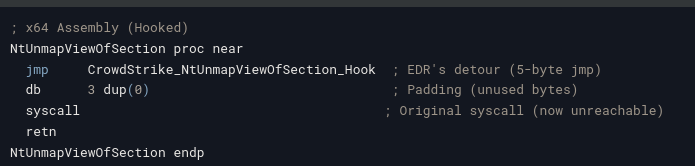 ; x64 Assembly (Hooked)
NtUnmapViewOfSection proc near
jmp CrowdStrike_NtUnmapViewOfSection_Hook ; EDR's detour (5-byte jmp)
db 3 dup(0) ; Padding (unused bytes)
syscall ; Original syscall (now unreachable)
retn
NtUnmapViewOfSection endp